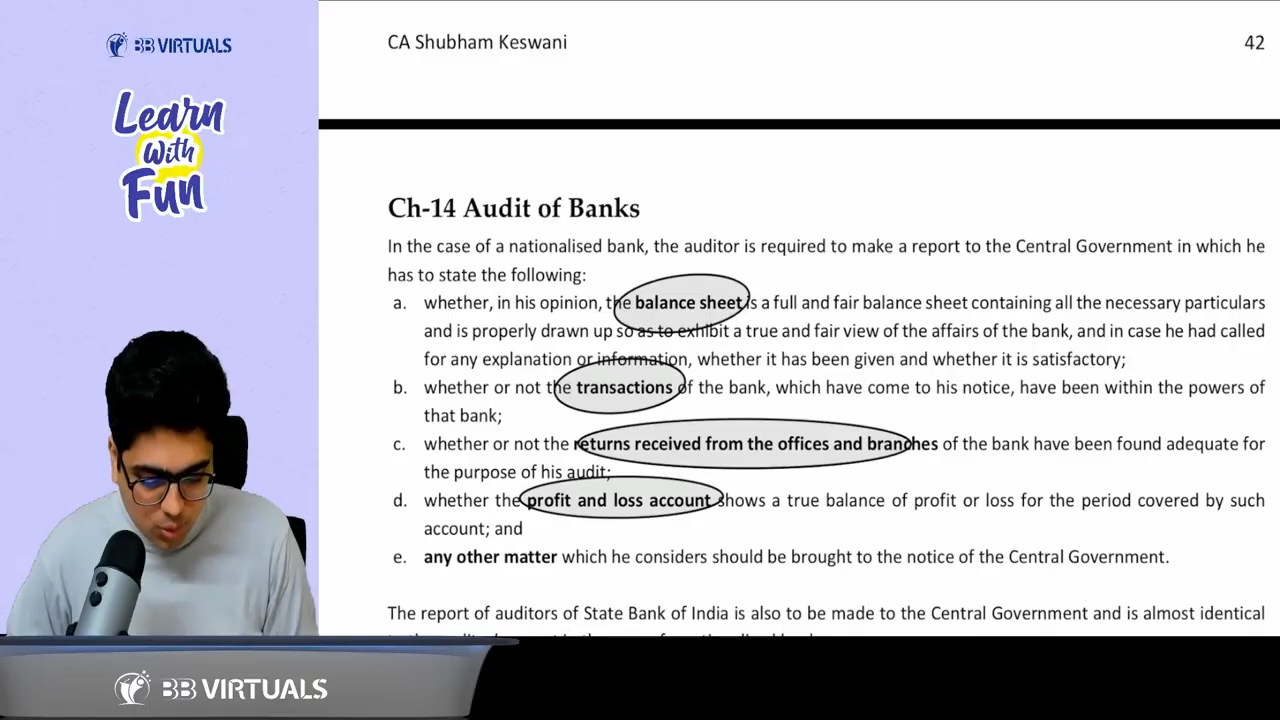 BB VIRTUALS
Learn
With
Fun
CA Shubham Keswani
42
Ch-14 Audit of Banks
In the case of a nationalised bank, the auditor is required to make a report to the Central Government in which he
has to state the following:
a. whether, in his opinion, the balance sheet is a full and fair balance sheet containing all the necessary particulars
and is properly drawn up so as to exhibit a true and fair view of the affairs of the bank, and in case he had called
for any explanation or information, whether it has been given and whether it is satisfactory;
b. whether or not the transactions of the bank, which have come to his notice, have been within the powers of
that bank;
c. whether or not the returns received from the offices and branches of the bank have been found adequate for
the purpose of his audit;
d. whether the profit and loss account shows a true balance of profit or loss for the period covered by such
account; and
e. any other matter which he considers should be brought to the notice of the Central Government.
The report of auditors of State Bank of India is also to be made to the Central Government and is almost identical
BB VIRTUALS